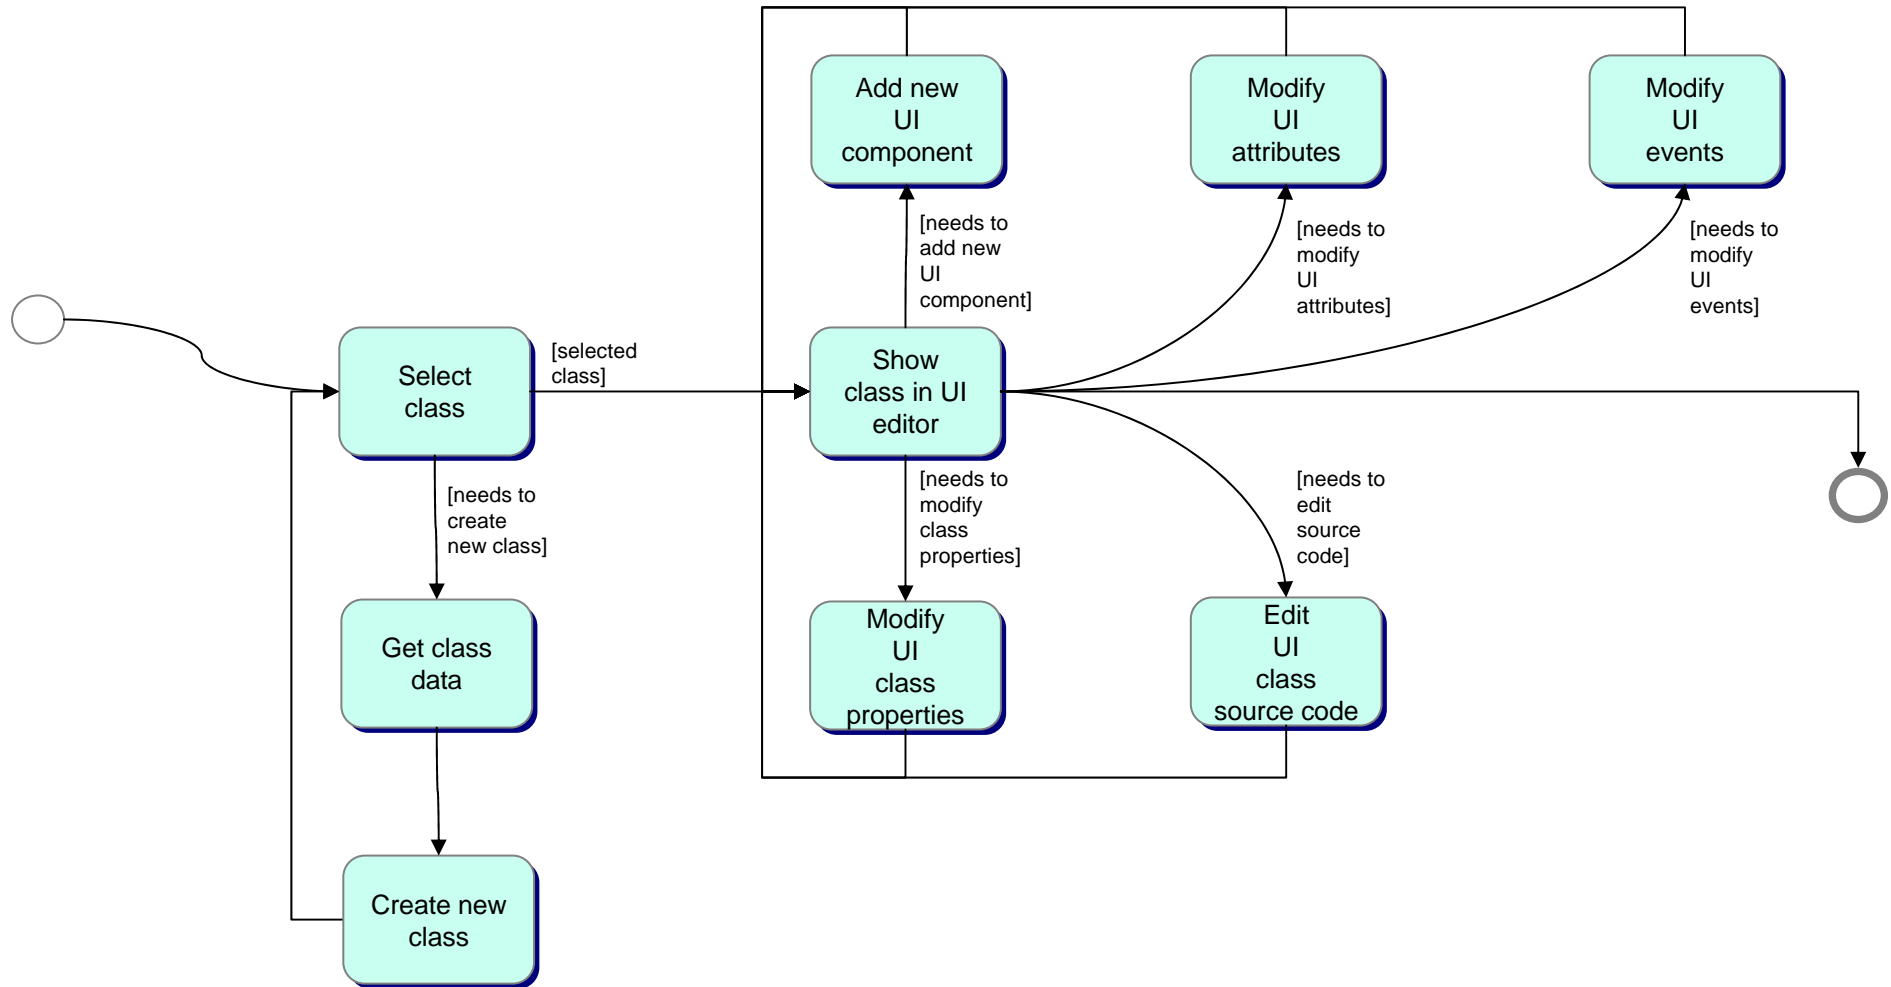 Add new
UI
component
Modify
UI
attributes
Modify
UI
events
[needs to
add new
UI
component]
[needs to
modify
UI
attributes]
[needs to
modify
UI
events]
Select
class
[selected
class]
Show
class in UI
editor
[needs to
create
new class]
[needs to
modify
class
properties]
[needs to
edit
source
code]
Get class
data
Modify
UI
class
properties
Edit
UI
class
source code
Create new
class